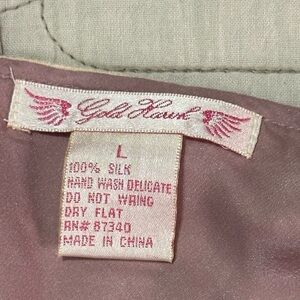 Gold Hawk
L
100% SILK
HAND WASH DELICATE
DO NOT WRING
DRY FLAT
RN# 87340
MADE IN CHINA